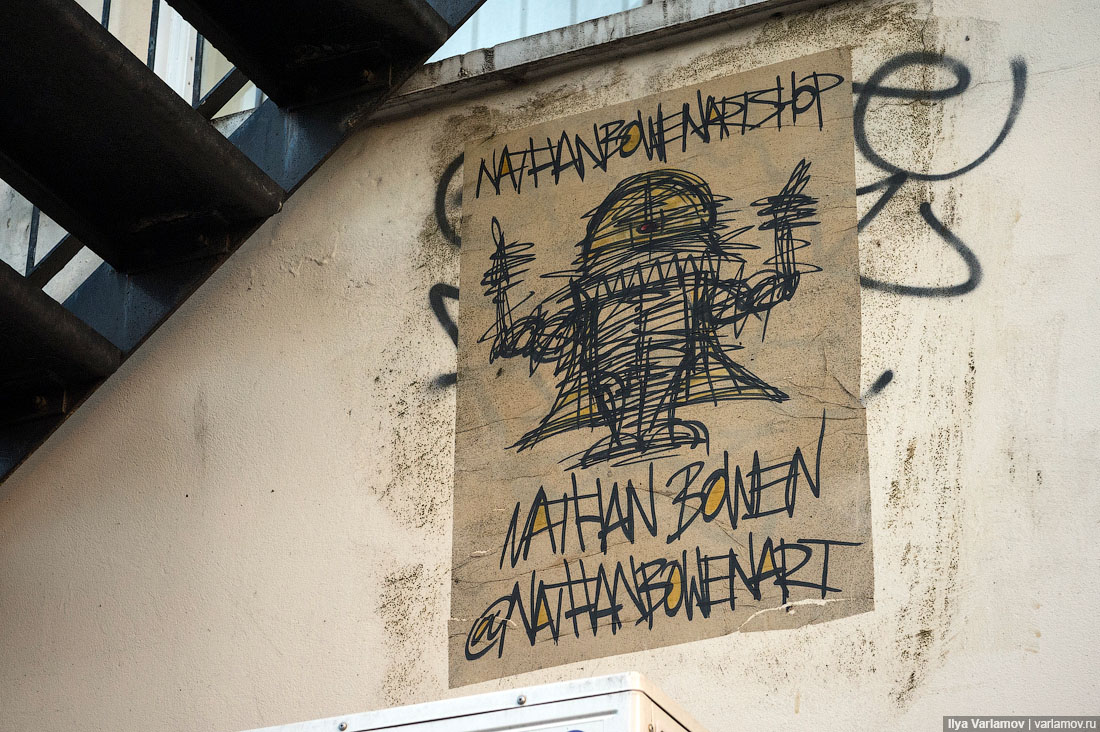 NATHANBOWENARTSHOP
NATHAN BOWEN
@NATHANBOWENART
Ilya Varlamov | varlamov.ru